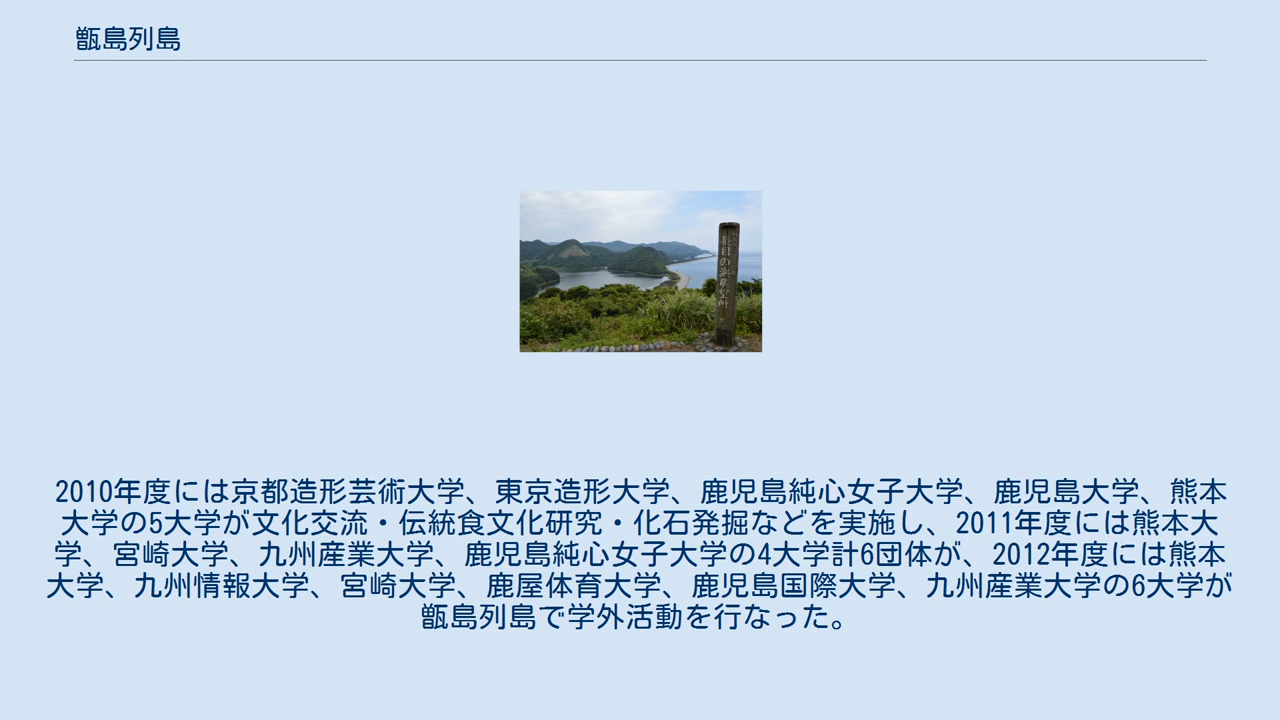 甑島列島
長目の浜展望所
2010年度には京都造形芸術大学、東京造形大学、鹿児島純心女子大学、鹿児島大学、熊本
大学の5大学が文化交流・伝統食文化研究・化石発掘などを実施し、2011年度には熊本大
学、宮崎大学、九州産業大学、鹿児島純心女子大学の4大学計6団体が、2012年度には熊本
大学、九州情報大学、宮崎大学、鹿屋体育大学、鹿児島国際大学、九州産業大学の6大学が
甑島列島で学外活動を行なった。